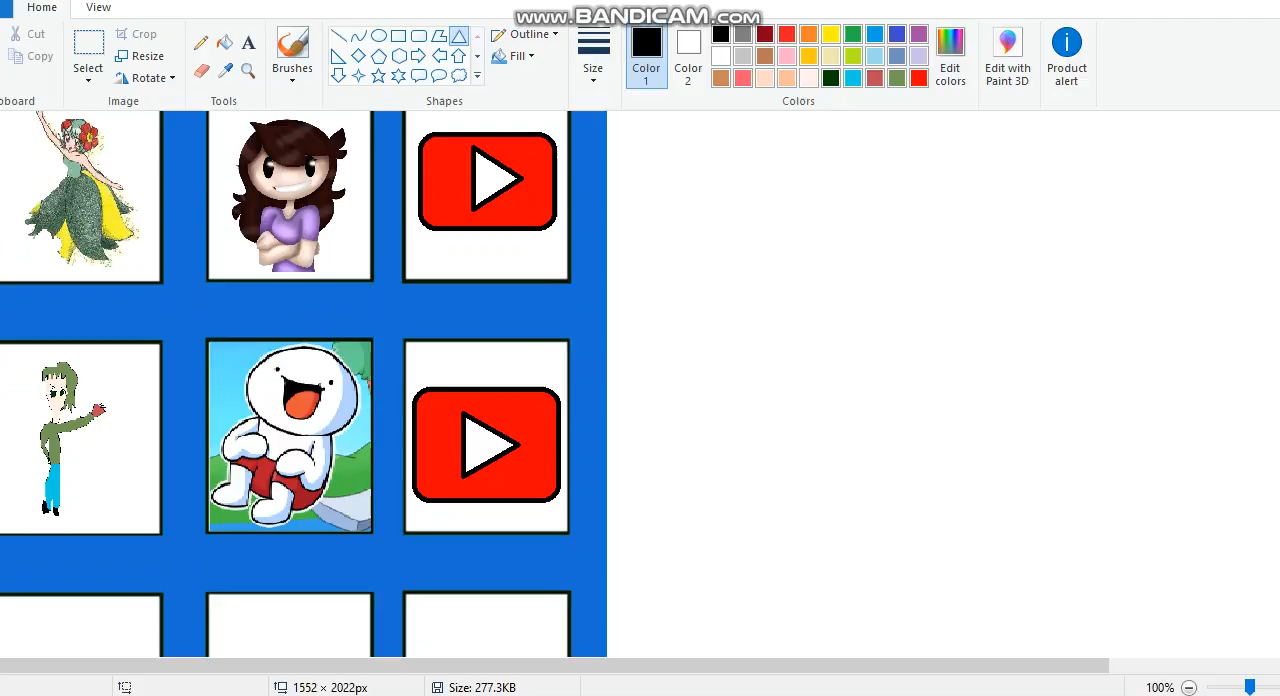 www.BANDICAM.com
Home View
Cut
Copy
oboard
Select
Crop
Resize
Rotate
Image
Tools
Brushes
Outline
Fill
Shapes
Size
Color 1
Color 2
Edit colors
Colors
Edit with Paint 3D
Product alert
1552 × 2022px
Size: 277.3KB
100%